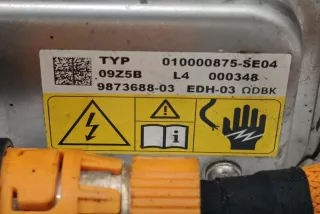 TYP 010000875-SE04
09Z5B L4 000348
9873688-03 EDH-03 ΩDBK